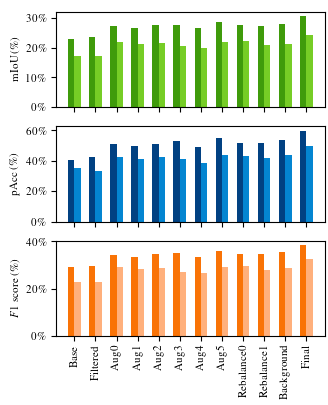 30%
20%
10%
0%
mIoU (%)
60%
40%
20%
0%
pAcc (%)
40%
20%
0%
F1 score (%)
Base
Filtered
Aug0
Aug1
Aug2
Aug3
Aug4
Aug5
Rebalance0
Rebalance1
Background
Final